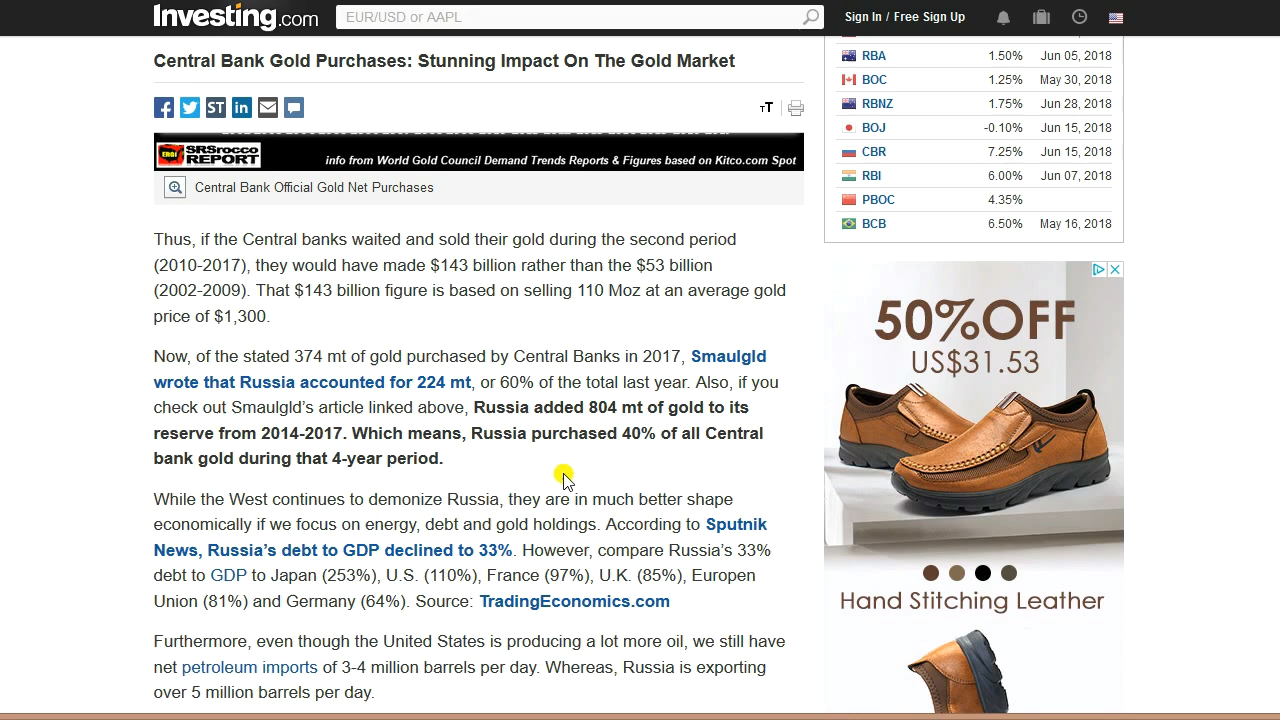 Investing.com
EUR/USD or AAPL
Sign In / Free Sign Up
Central Bank Gold Purchases: Stunning Impact On The Gold Market
ST
in
TT
ERGI
SRSrocco
REPORT
info from World Gold Council Demand Trends Reports & Figures based on Kitco.com Spot
Central Bank Official Gold Net Purchases
Thus, if the Central banks waited and sold their gold during the second period
(2010-2017), they would have made $143 billion rather than the $53 billion
(2002-2009). That $143 billion figure is based on selling 110 Moz at an average gold
price of $1,300.
Now, of the stated 374 mt of gold purchased by Central Banks in 2017, Smaulgld
wrote that Russia accounted for 224 mt, or 60% of the total last year. Also, if you
check out Smaulgld's article linked above, Russia added 804 mt of gold to its
reserve from 2014-2017. Which means, Russia purchased 40% of all Central
bank gold during that 4-year period.
While the West continues to demonize Russia, they are in much better shape
economically if we focus on energy, debt and gold holdings. According to Sputnik
News, Russia's debt to GDP declined to 33%. However, compare Russia's 33%
debt to GDP to Japan (253%), U.S. (110%), France (97%), U.K. (85%), Europen
Union (81%) and Germany (64%). Source: TradingEconomics.com
Furthermore, even though the United States is producing a lot more oil, we still have
net petroleum imports of 3-4 million barrels per day. Whereas, Russia is exporting
over 5 million barrels per day.
RBA 1.50% Jun 05, 2018
BOC 1.25% May 30, 2018
RBNZ 1.75% Jun 28, 2018
BOJ -0.10% Jun 15, 2018
CBR 7.25% Jun 15, 2018
RBI 6.00% Jun 07, 2018
PBOC 4.35%
BCB 6.50% May 16, 2018
50%OFF
US$31.53
Hand Stitching Leather